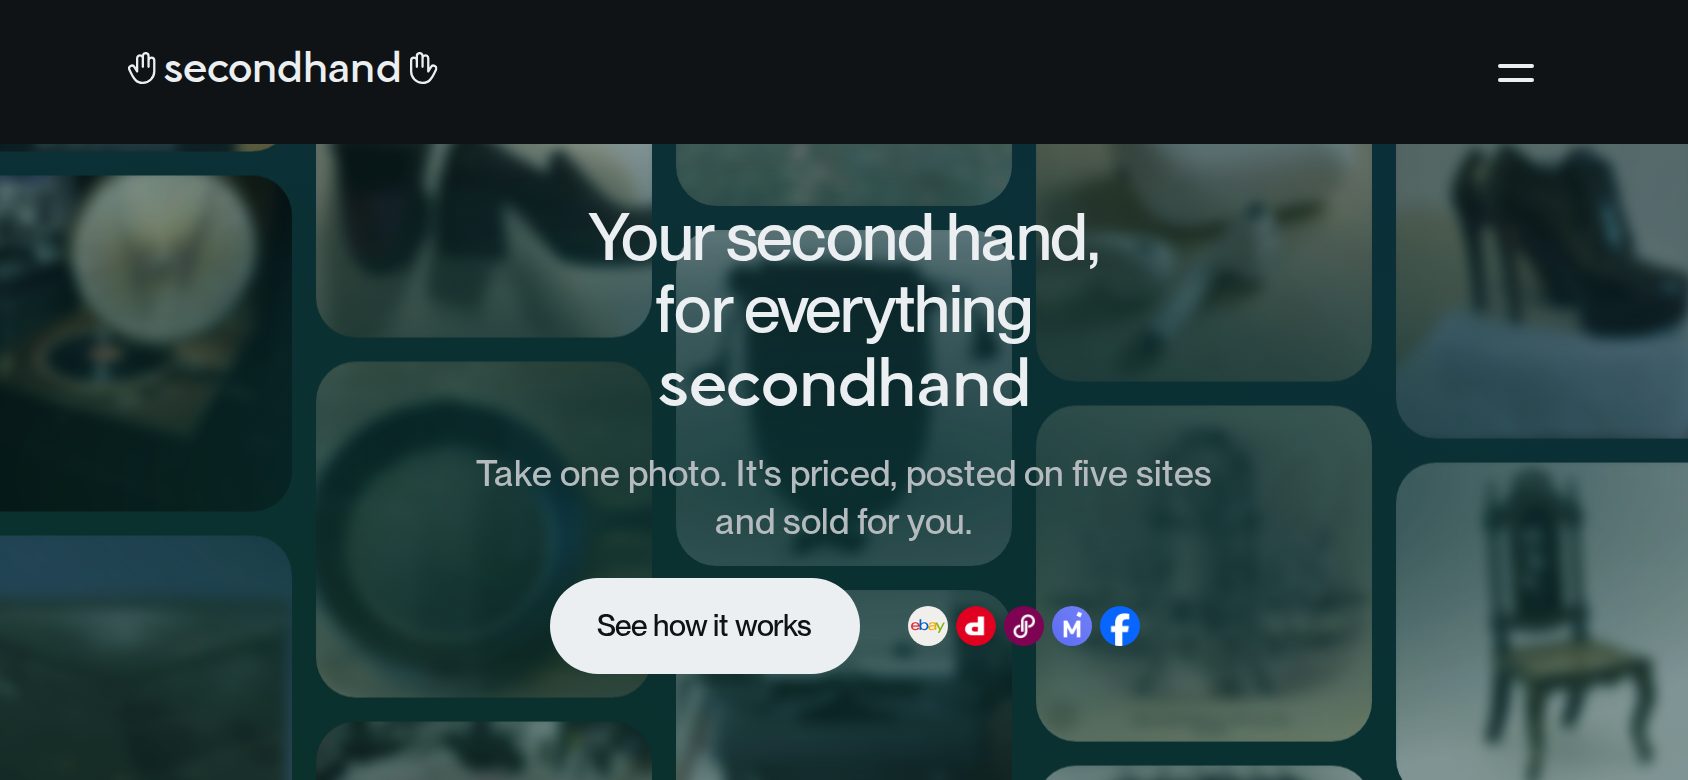 secondhand
Your second hand,
for everything
secondhand
Take one photo. It's priced, posted on five sites
and sold for you.
See how it works
ebay